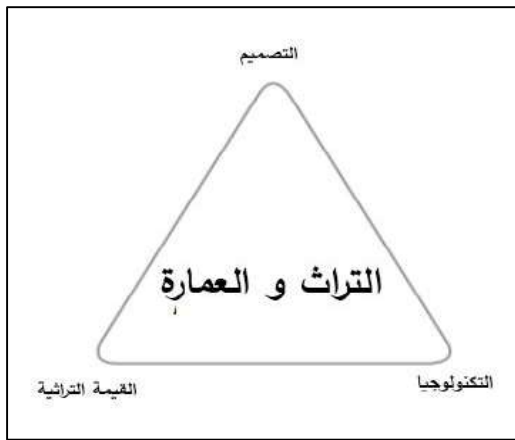 التصميم
التراث و العمارة
التكنولوجيا
القيمة التراثية